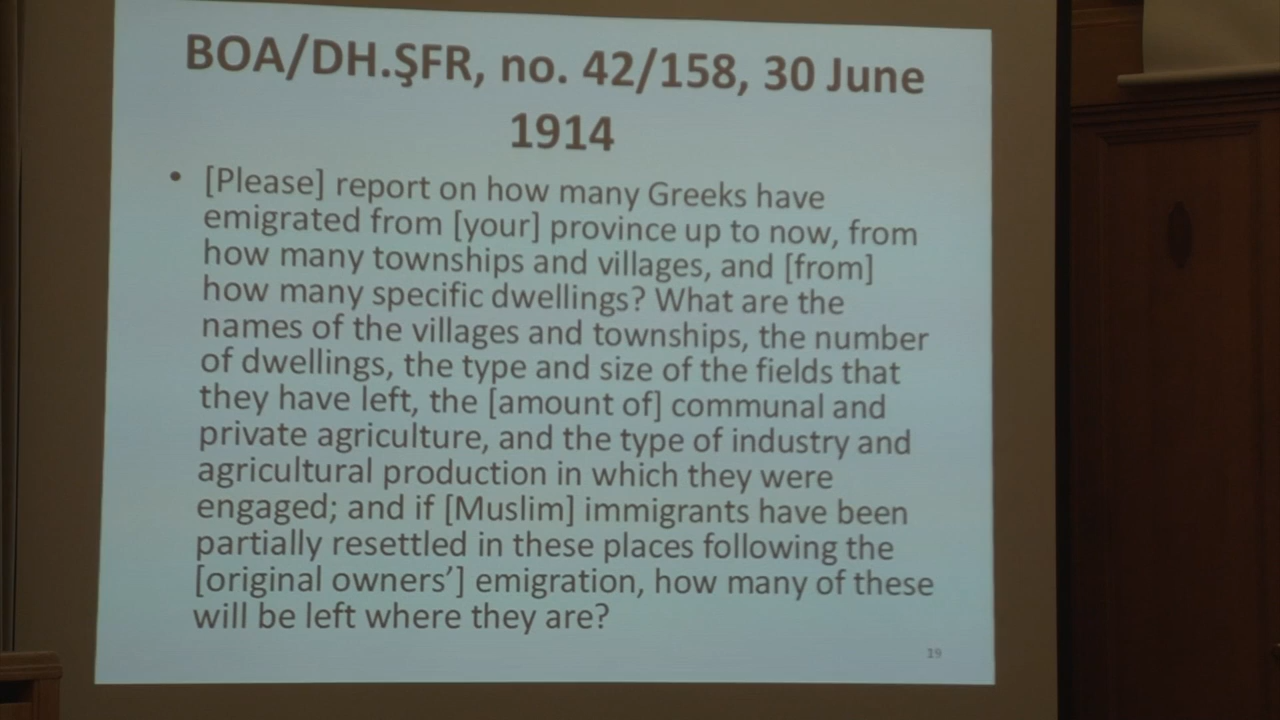 BOA/DH.ŞFR, no. 42/158, 30 June
1914
• [Please] report on how many Greeks have
emigrated from [your] province up to now, from
how many townships and villages, and [from]
how many specific dwellings? What are the
names of the villages and townships, the number
of dwellings, the type and size of the fields that
they have left, the [amount of] communal and
private agriculture, and the type of industry and
agricultural production in which they were
engaged; and if [Muslim] immigrants have been
partially resettled in these places following the
[original owners’] emigration, how many of these
will be left where they are?
19